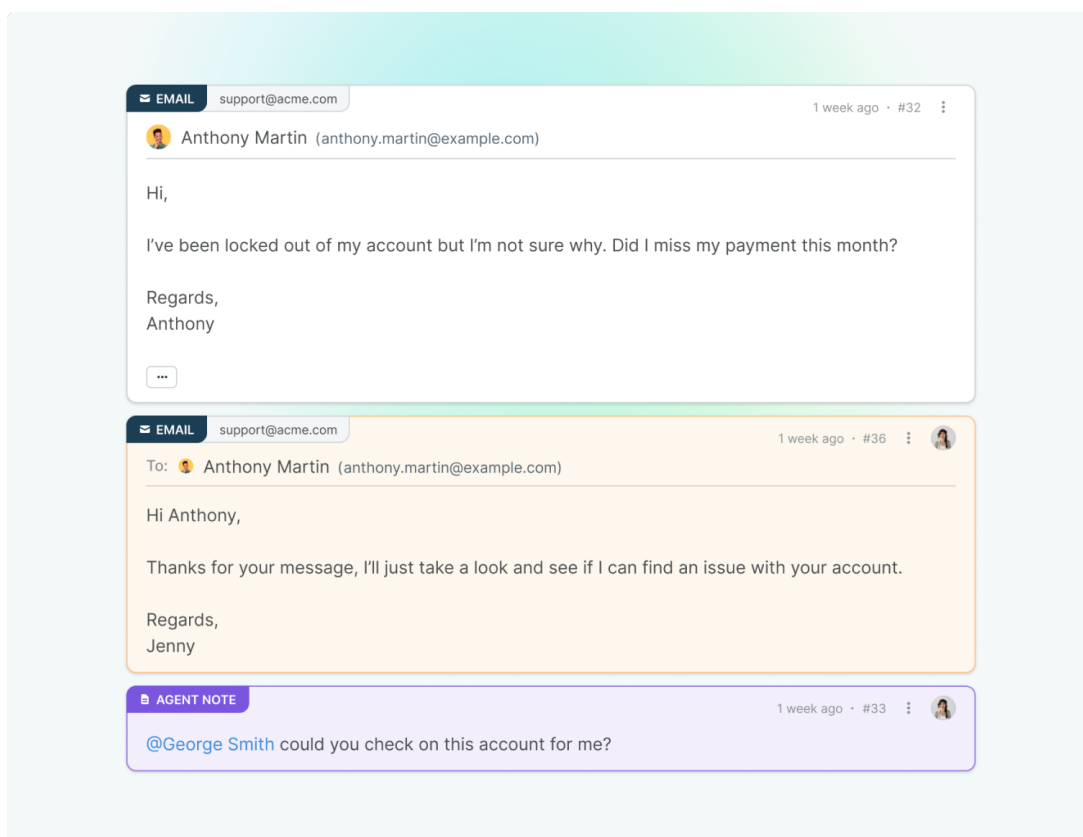 EMAIL support@acme.com
1 week ago · #32
Anthony Martin (anthony.martin@example.com)
Hi,
I’ve been locked out of my account but I’m not sure why. Did I miss my payment this month?
Regards,
Anthony
EMAIL support@acme.com
1 week ago · #36
To: Anthony Martin (anthony.martin@example.com)
Hi Anthony,
Thanks for your message, I’ll just take a look and see if I can find an issue with your account.
Regards,
Jenny
AGENT NOTE
1 week ago · #33
@George Smith could you check on this account for me?